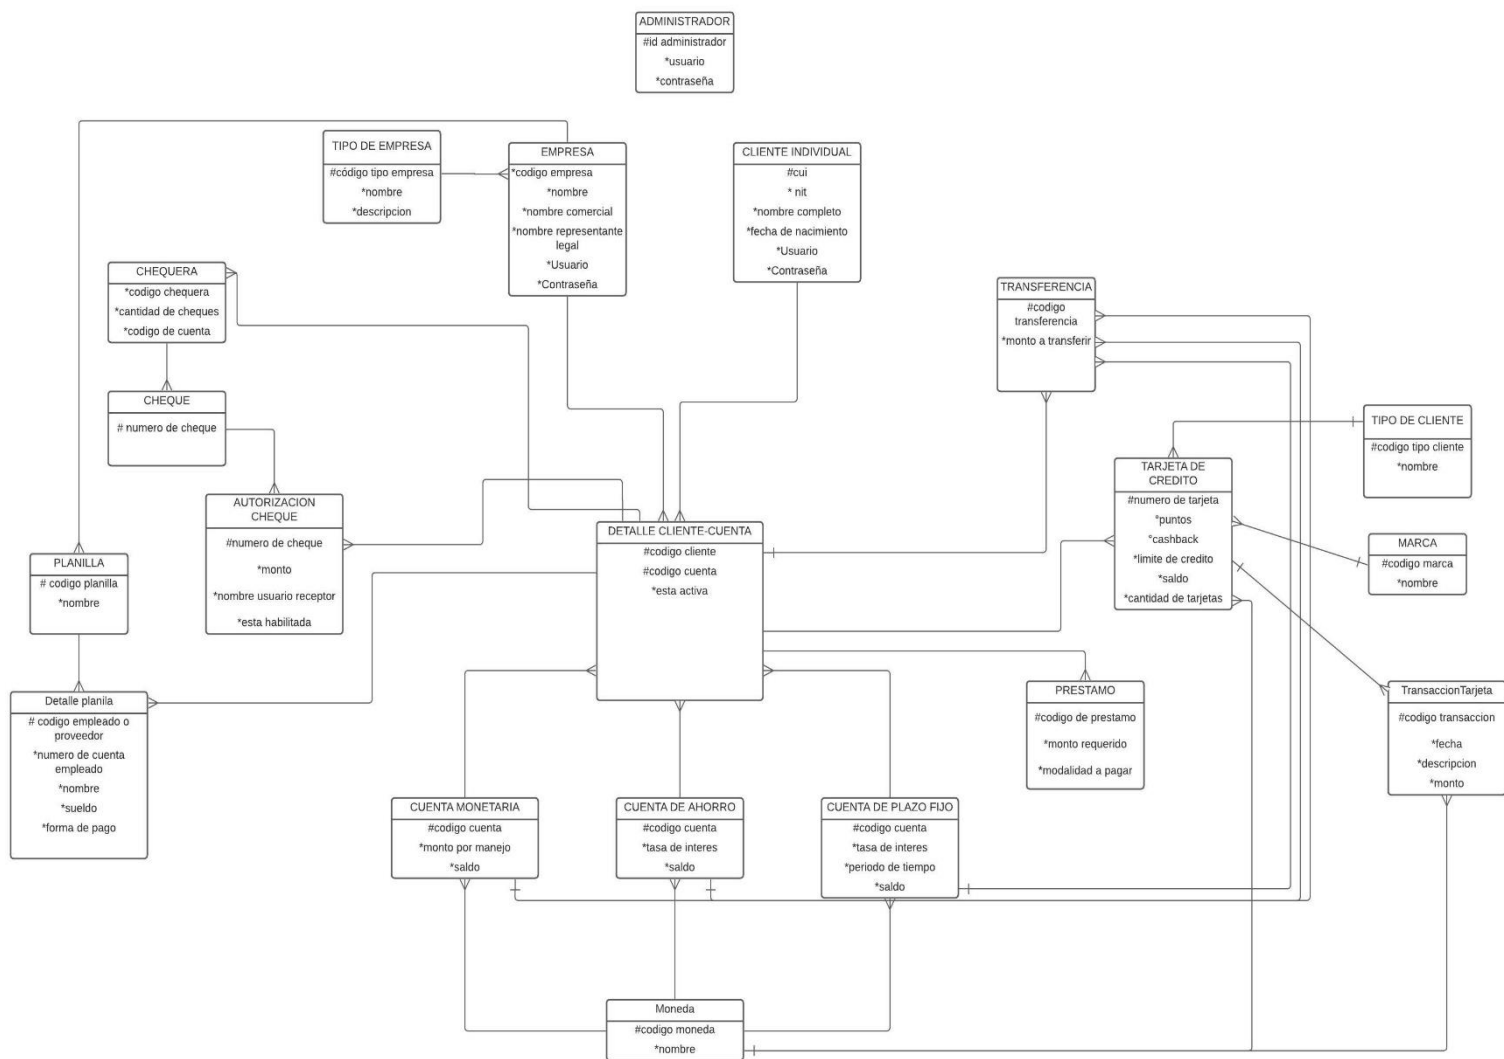 ADMINISTRADOR
#id administrador
*usuario
*contraseña
TIPO DE EMPRESA
#código tipo empresa
*nombre
*descripcion
EMPRESA
*codigo empresa
*nombre
*nombre comercial
*nombre representante
legal
*Usuario
*Contraseña
CLIENTE INDIVIDUAL
#cui
* nit
*nombre completo
*fecha de nacimiento
*Usuario
*Contraseña
CHEQUERA
*codigo chequera
*cantidad de cheques
*codigo de cuenta
TRANSFERENCIA
#codigo
transferencia
*monto a transferir
CHEQUE
# numero de cheque
TIPO DE CLIENTE
#codigo tipo cliente
*nombre
TARJETA DE
CREDITO
#numero de tarjeta
°puntos
°cashback
*limite de credito
*saldo
*cantidad de tarjetas
AUTORIZACION
CHEQUE
#numero de cheque
*monto
*nombre usuario receptor
*esta habilitada
DETALLE CLIENTE-CUENTA
#codigo cliente
#codigo cuenta
*esta activa
MARCA
#codigo marca
*nombre
PLANILLA
# codigo planilla
*nombre
Detalle planila
# codigo empleado o
proveedor
*numero de cuenta
empleado
*nombre
*sueldo
*forma de pago
PRESTAMO
#codigo de prestamo
*monto requerido
*modalidad a pagar
TransaccionTarjeta
#codigo transaccion
*fecha
*descripcion
*monto
CUENTA MONETARIA
#codigo cuenta
*monto por manejo
*saldo
CUENTA DE AHORRO
#codigo cuenta
*tasa de interes
*saldo
CUENTA DE PLAZO FIJO
#codigo cuenta
*tasa de interes
*periodo de tiempo
*saldo
Moneda
#codigo moneda
*nombre